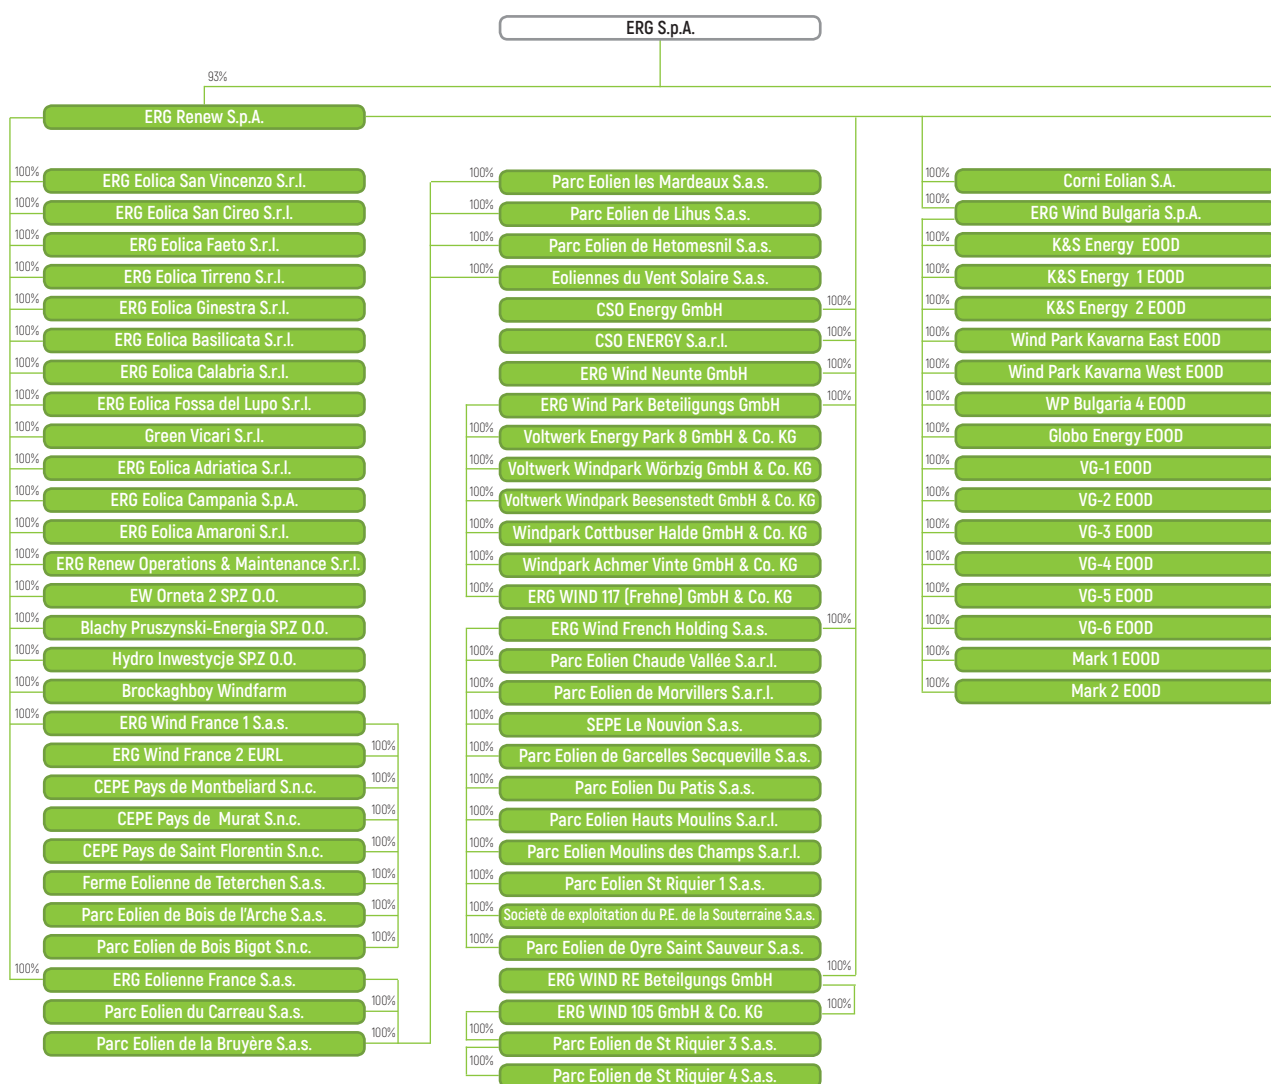 ERG S.p.A.
93%
ERG Renew S.p.A.
100%
ERG Eolica San Vincenzo S.r.l.
100%
ERG Eolica San Cireo S.r.l.
100%
ERG Eolica Faeto S.r.l.
100%
ERG Eolica Tirreno S.r.l.
100%
ERG Eolica Ginestra S.r.l.
100%
ERG Eolica Basilicata S.r.l.
100%
ERG Eolica Calabria S.r.l.
100%
ERG Eolica Fossa del Lupo S.r.l.
100%
Green Vicari S.r.l.
100%
ERG Eolica Adriatica S.r.l.
100%
ERG Eolica Campania S.p.A.
100%
ERG Eolica Amaroni S.r.l.
100%
ERG Renew Operations & Maintenance S.r.l.
100%
EW Orneta 2 SP.Z O.O.
100%
Blachy Pruszynski-Energia SP.Z O.O.
100%
Hydro Inwestycje SP.Z O.O.
100%
Brockaghboy Windfarm
100%
ERG Wind France 1 S.a.s.
ERG Wind France 2 EURL
100%
CEPE Pays de Montbeliard S.n.c.
100%
CEPE Pays de Murat S.n.c.
100%
CEPE Pays de Saint Florentin S.n.c.
100%
Ferme Eolienne de Teterchen S.a.s.
100%
Parc Eolien de Bois de l'Arche S.a.s.
100%
Parc Eolien de Bois Bigot S.n.c.
100%
100%
ERG Eolienne France S.a.s.
Parc Eolien du Carreau S.a.s.
100%
Parc Eolien de la Bruyère S.a.s.
100%
100%
Parc Eolien les Mardeaux S.a.s.
100%
Parc Eolien de Lihus S.a.s.
100%
Parc Eolien de Hetomesnil S.a.s.
100%
Eoliennes du Vent Solaire S.a.s.
CSO Energy GmbH
100%
CSO ENERGY S.a.r.l.
100%
ERG Wind Neunte GmbH
100%
ERG Wind Park Beteiligungs GmbH
100%
100%
Voltwerk Energy Park 8 GmbH & Co. KG
100%
Voltwerk Windpark Wörbzig GmbH & Co. KG
100%
Voltwerk Windpark Beesenstedt GmbH & Co. KG
100%
Windpark Cottbuser Halde GmbH & Co. KG
100%
Windpark Achmer Vinte GmbH & Co. KG
100%
ERG WIND 117 (Frehne) GmbH & Co. KG
ERG Wind French Holding S.a.s.
100%
100%
Parc Eolien Chaude Vallée S.a.r.l.
100%
Parc Eolien de Morvillers S.a.r.l.
100%
SEPE Le Nouvion S.a.s.
100%
Parc Eolien de Garcelles Secqueville S.a.s.
100%
Parc Eolien Du Patis S.a.s.
100%
Parc Eolien Hauts Moulins S.a.r.l.
100%
Parc Eolien Moulins des Champs S.a.r.l.
100%
Parc Eolien St Riquier 1 S.a.s.
100%
Societè de exploitation du P.E. de la Souterraine S.a.s.
100%
Parc Eolien de Oyre Saint Sauveur S.a.s.
ERG WIND RE Beteilgungs GmbH
100%
ERG WIND 105 GmbH & Co. KG
100%
100%
Parc Eolien de St Riquier 3 S.a.s.
100%
Parc Eolien de St Riquier 4 S.a.s.
100%
Corni Eolian S.A.
100%
ERG Wind Bulgaria S.p.A.
100%
K&S Energy EOOD
100%
K&S Energy 1 EOOD
100%
K&S Energy 2 EOOD
100%
Wind Park Kavarna East EOOD
100%
Wind Park Kavarna West EOOD
100%
WP Bulgaria 4 EOOD
100%
Globo Energy EOOD
100%
VG-1 EOOD
100%
VG-2 EOOD
100%
VG-3 EOOD
100%
VG-4 EOOD
100%
VG-5 EOOD
100%
VG-6 EOOD
100%
Mark 1 EOOD
100%
Mark 2 EOOD